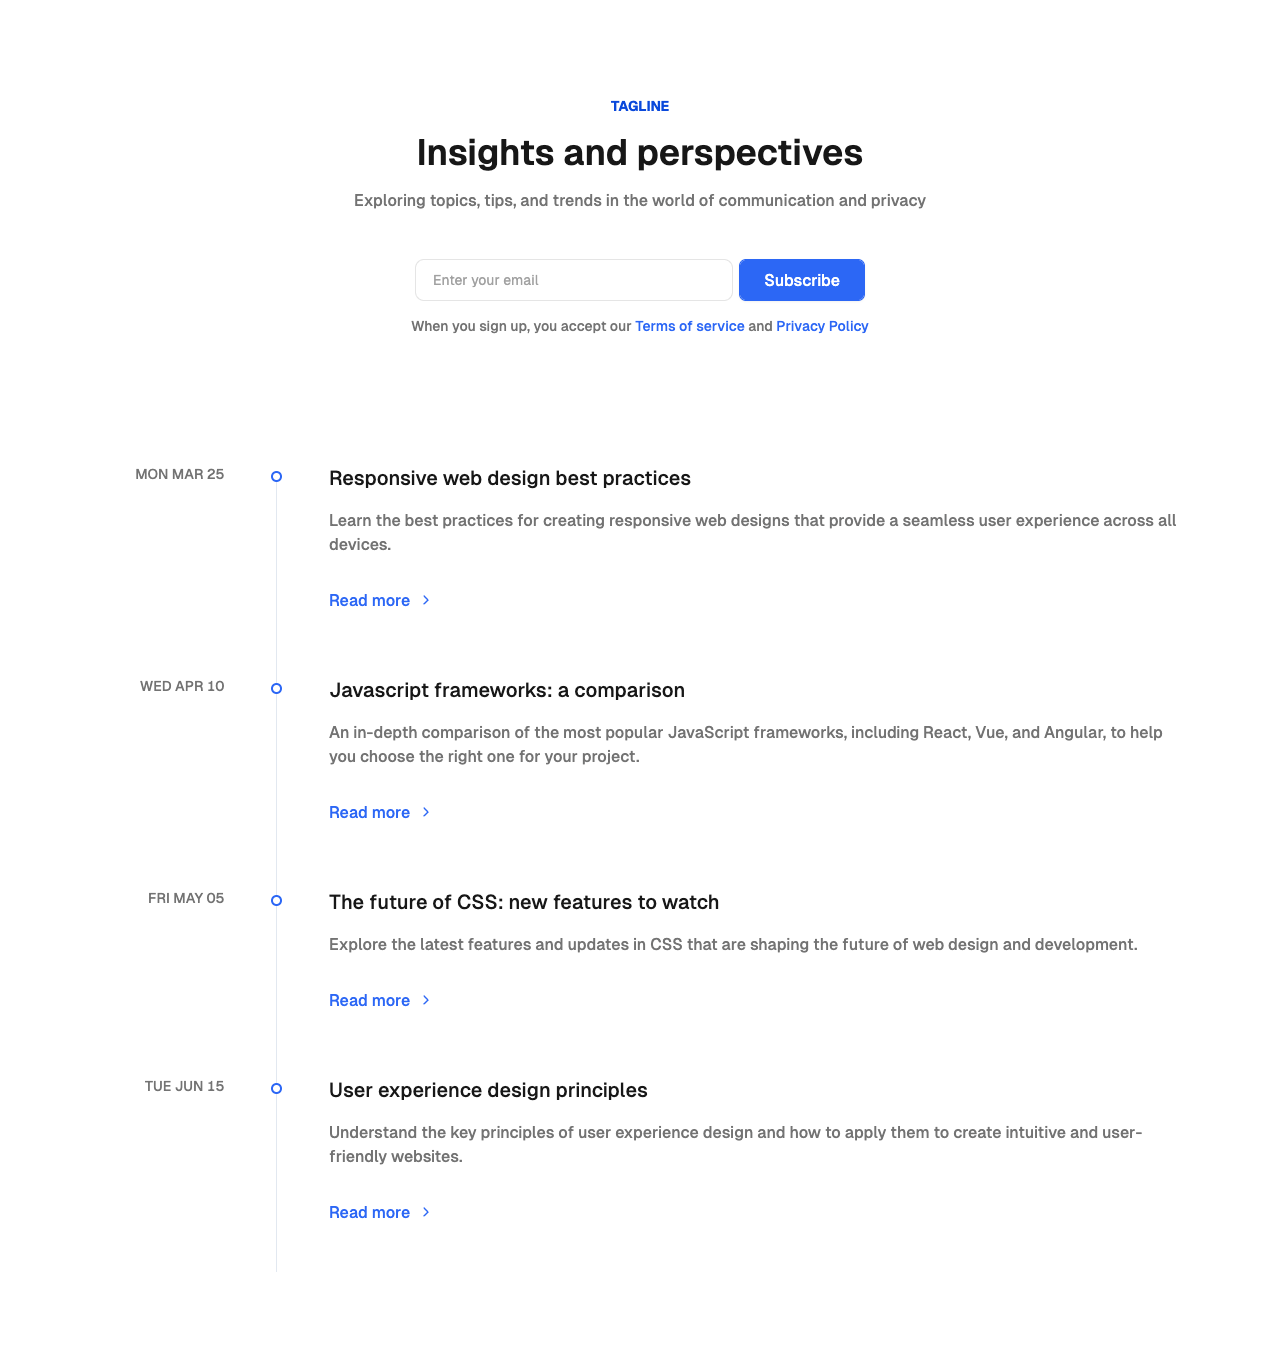 TAGLINE
Insights and perspectives
Exploring topics, tips, and trends in the world of communication and privacy
Enter your email
Subscribe
When you sign up, you accept our Terms of service and Privacy Policy
MON MAR 25
Responsive web design best practices
Learn the best practices for creating responsive web designs that provide a seamless user experience across all
devices.
Read more
WED APR 10
Javascript frameworks: a comparison
An in-depth comparison of the most popular JavaScript frameworks, including React, Vue, and Angular, to help
you choose the right one for your project.
Read more
FRI MAY 05
The future of CSS: new features to watch
Explore the latest features and updates in CSS that are shaping the future of web design and development.
Read more
TUE JUN 15
User experience design principles
Understand the key principles of user experience design and how to apply them to create intuitive and user-
friendly websites.
Read more